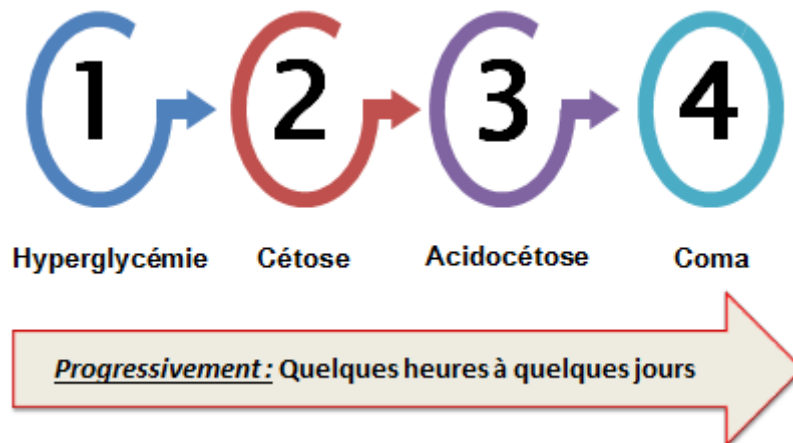 1 2 3 4
Hyperglycémie Cétose Acidocétose Coma
Progressivement : Quelques heures à quelques jours